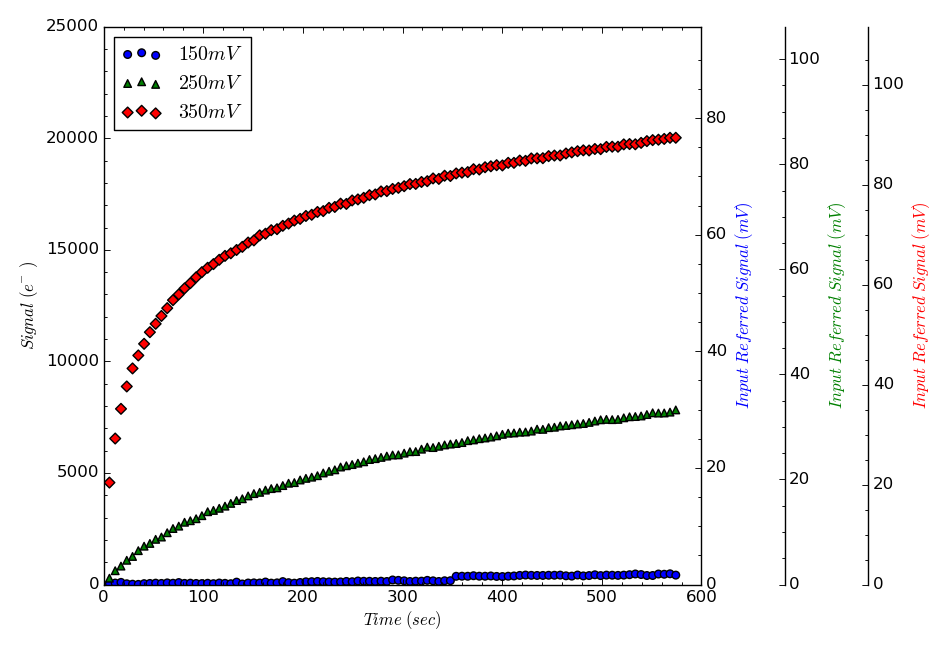 25000
20000
15000
10000
5000
0
Signal (e⁻ )
150mV
250mV
350mV
0 100 200 300 400 500 600
Time (sec)
80
60
40
20
0
Input Referred Signal (mV)
100
80
60
40
20
0
Input Referred Signal (mV)
100
80
60
40
20
0
Input Referred Signal (mV)